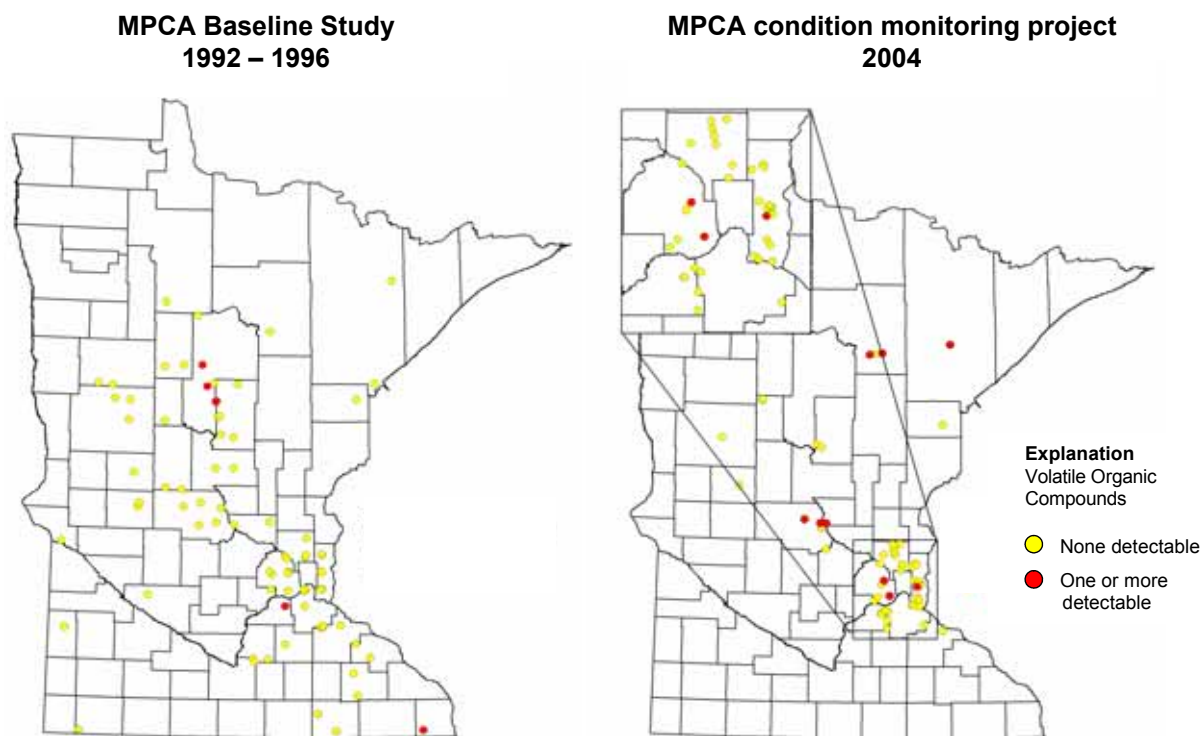 MPCA Baseline Study
1992 – 1996
MPCA condition monitoring project
2004
Explanation
Volatile Organic
Compounds
None detectable
One or more
detectable